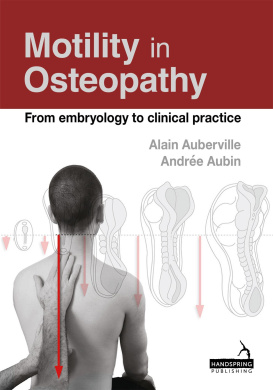 Motility in
Osteopathy
From embryology to clinical practice
Alain Auberville
Andrée Aubin
HANDSPRING
PUBLISHING